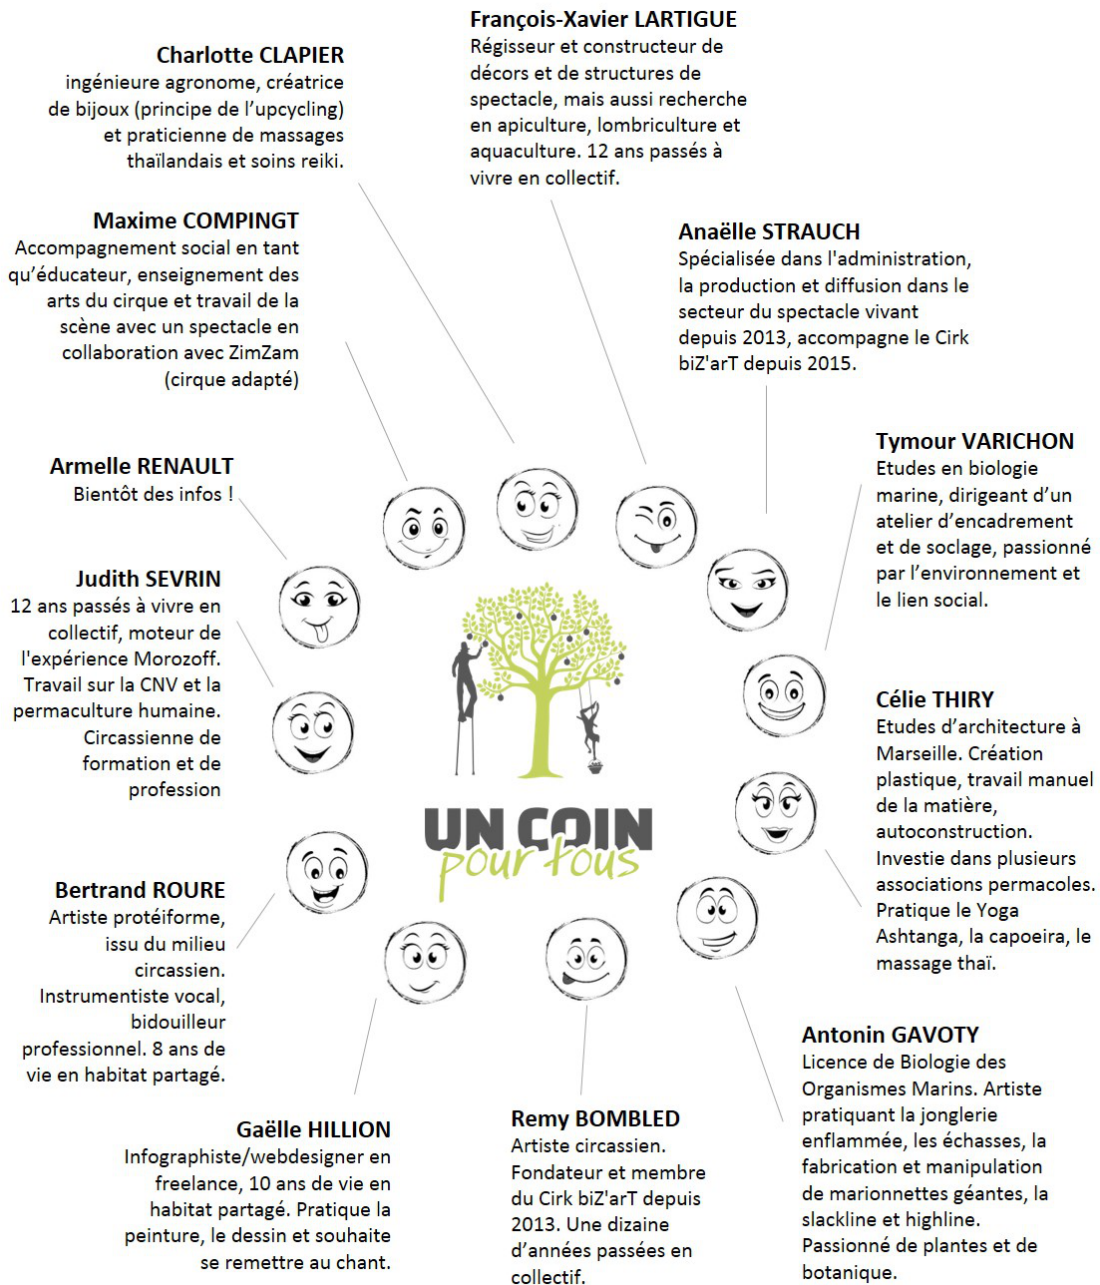 François-Xavier LARTIGUE
Régisseur et constructeur de
décors et de structures de
spectacle, mais aussi recherche
en apiculture, lombriculture et
aquaculture. 12 ans passés à
vivre en collectif.
Charlotte CLAPIER
ingénieure agronome, créatrice
de bijoux (principe de l’upcycling)
et praticienne de massages
thaïlandais et soins reiki.
Maxime COMPINGT
Accompagnement social en tant
qu’éducateur, enseignement des
arts du cirque et travail de la
scène avec un spectacle en
collaboration avec ZimZam
(cirque adapté)
Anaëlle STRAUCH
Spécialisée dans l'administration,
la production et diffusion dans le
secteur du spectacle vivant
depuis 2013, accompagne le Cirk
biZ'arT depuis 2015.
Armelle RENAULT
Bientôt des infos !
Tymour VARICHON
Etudes en biologie
marine, dirigeant d’un
atelier d’encadrement
et de soclage, passionné
par l’environnement et
le lien social.
Judith SEVRIN
12 ans passés à vivre en
collectif, moteur de
l'expérience Morozoff.
Travail sur la CNV et la
permaculture humaine.
Circassienne de
formation et de
profession
Célie THIRY
Etudes d’architecture à
Marseille. Création
plastique, travail manuel
de la matière,
autoconstruction.
Investie dans plusieurs
associations permacoles.
Pratique le Yoga
Ashtanga, la capoeira, le
massage thaï.
UN COIN
pour tous
Bertrand ROURE
Artiste protéiforme,
issu du milieu
circassien.
Instrumentiste vocal,
bidouilleur
professionnel. 8 ans de
vie en habitat partagé.
Antonin GAVOTY
Licence de Biologie des
Organismes Marins. Artiste
pratiquant la jonglerie
enflammée, les échasses, la
fabrication et manipulation
de marionnettes géantes, la
slackline et highline.
Passionné de plantes et de
botanique.
Gaëlle HILLION
Infographiste/webdesigner en
freelance, 10 ans de vie en
habitat partagé. Pratique la
peinture, le dessin et souhaite
se remettre au chant.
Remy BOMBLED
Artiste circassien.
Fondateur et membre
du Cirk biZ'arT depuis
2013. Une dizaine
d’années passées en
collectif.